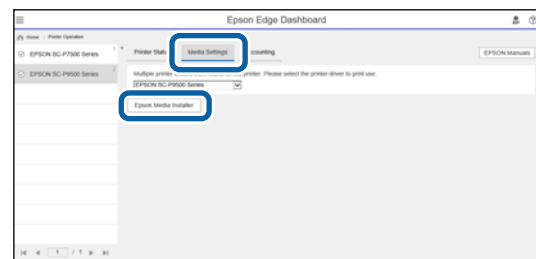 Epson Edge Dashboard
Home Printer Operation
EPSON SC-P7500 Series
EPSON SC-P9500 Series
Printer Stat
Media Settings
counting
EPSON Manuals
Multiple printer
printer. Please select the printer driver to print use.
EPSON SC-P9500 Series
Epson Media Installer
1 / 1